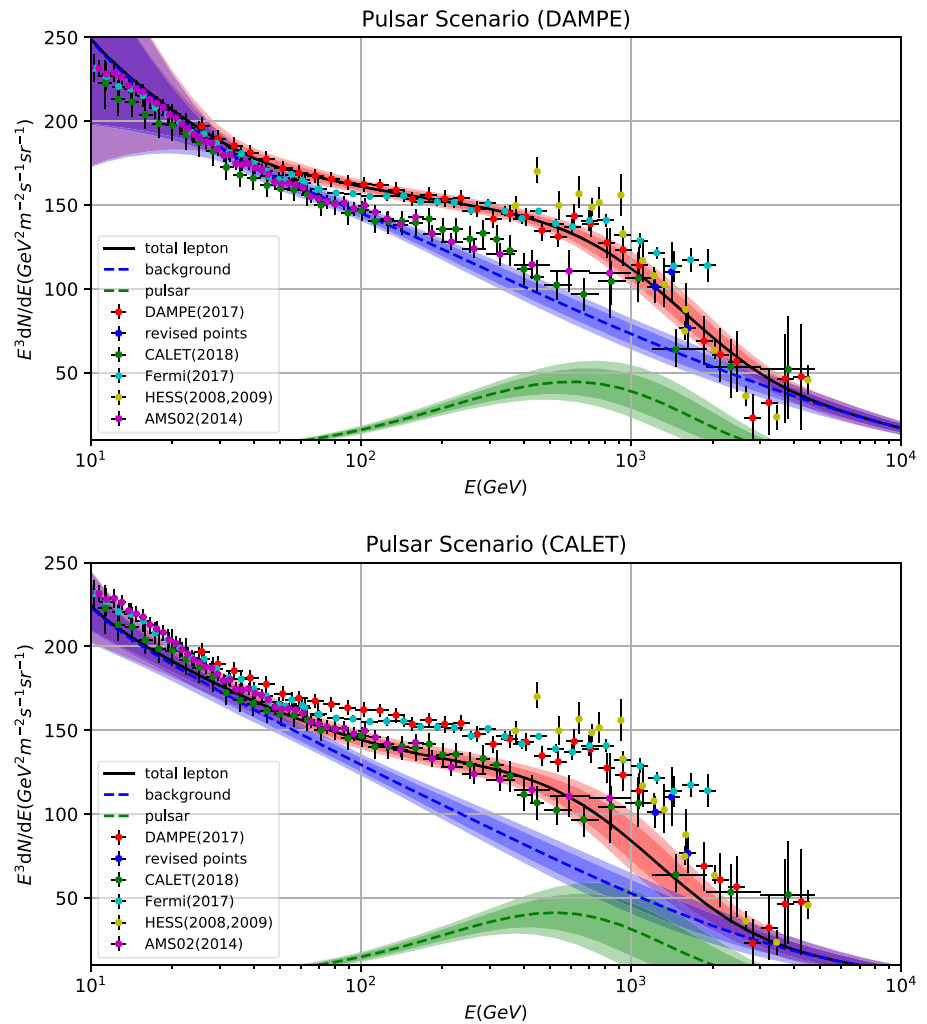 Pulsar Scenario (DAMPE)
E³dN/dE(GeV²m⁻²s⁻¹sr⁻¹)
250
200
150
100
50
total lepton
background
pulsar
DAMPE(2017)
revised points
CALET(2018)
Fermi(2017)
HESS(2008,2009)
AMS02(2014)
10¹ 10² 10³ 10⁴
E(GeV)
Pulsar Scenario (CALET)
E³dN/dE(GeV²m⁻²s⁻¹sr⁻¹)
250
200
150
100
50
total lepton
background
pulsar
DAMPE(2017)
revised points
CALET(2018)
Fermi(2017)
HESS(2008,2009)
AMS02(2014)
10¹ 10² 10³ 10⁴
E(GeV)